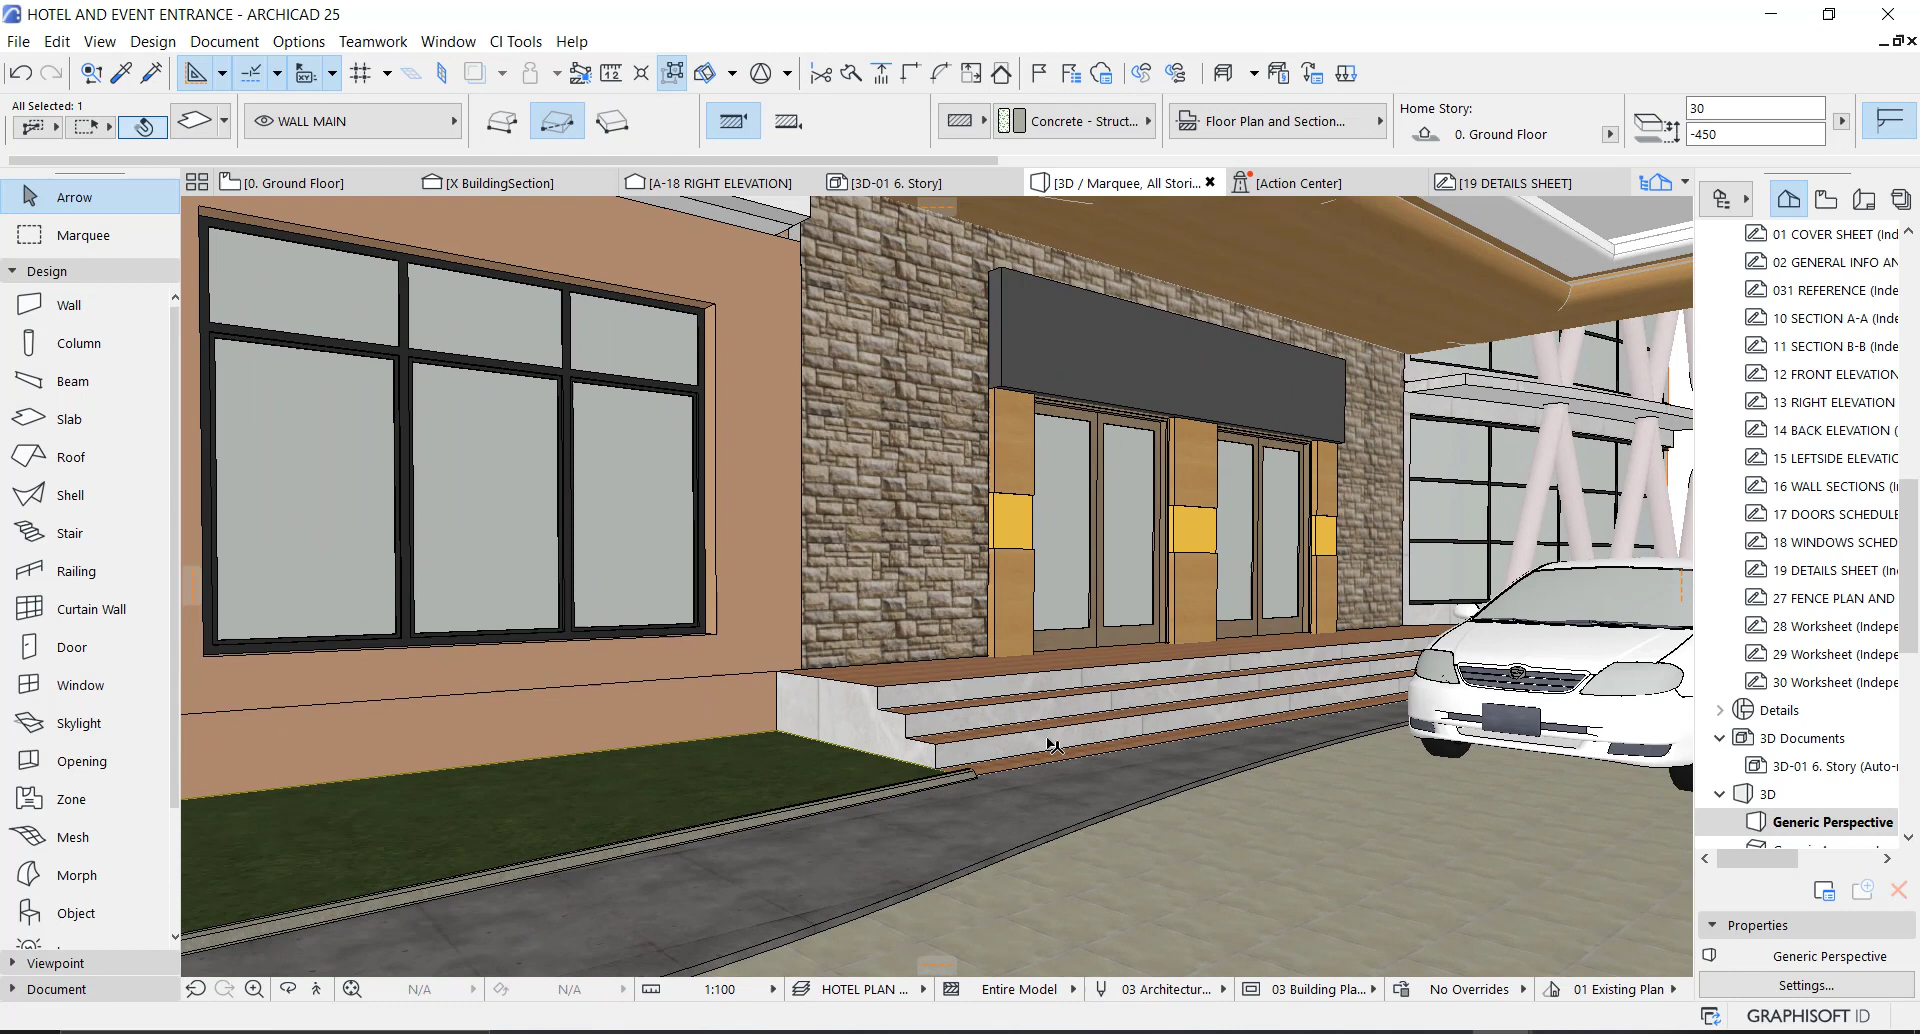 HOTEL AND EVENT ENTRANCE - ARCHICAD 25
File Edit View Design Document Options Teamwork Window CI Tools Help
All Selected: 1
WALL MAIN
Concrete - Struct...
Floor Plan and Section...
Home Story:
0. Ground Floor
30
-450
[0. Ground Floor]
[X BuildingSection]
[A-18 RIGHT ELEVATION]
[3D-01 6. Story]
[3D / Marquee, All Stori...
[Action Center]
[19 DETAILS SHEET]
Arrow
Marquee
Design
Wall
Column
Beam
Slab
Roof
Shell
Stair
Railing
Curtain Wall
Door
Window
Skylight
Opening
Zone
Mesh
Morph
Object
Viewpoint
Document
01 COVER SHEET (Ind
02 GENERAL INFO AN
031 REFERENCE (Inde
10 SECTION A-A (Inde
11 SECTION B-B (Inde
12 FRONT ELEVATION
13 RIGHT ELEVATION
14 BACK ELEVATION (
15 LEFTSIDE ELEVATIC
16 WALL SECTIONS (I
17 DOORS SCHEDULE
18 WINDOWS SCHED
19 DETAILS SHEET (In
27 FENCE PLAN AND
28 Worksheet (Indepe
29 Worksheet (Indepe
30 Worksheet (Indepe
Details
3D Documents
3D-01 6. Story (Auto-r
3D
Generic Perspective
Properties
Generic Perspective
Settings...
N/A
N/A
1:100
HOTEL PLAN ...
Entire Model
03 Architectur...
03 Building Pla...
No Overrides
01 Existing Plan
GRAPHISOFT ID